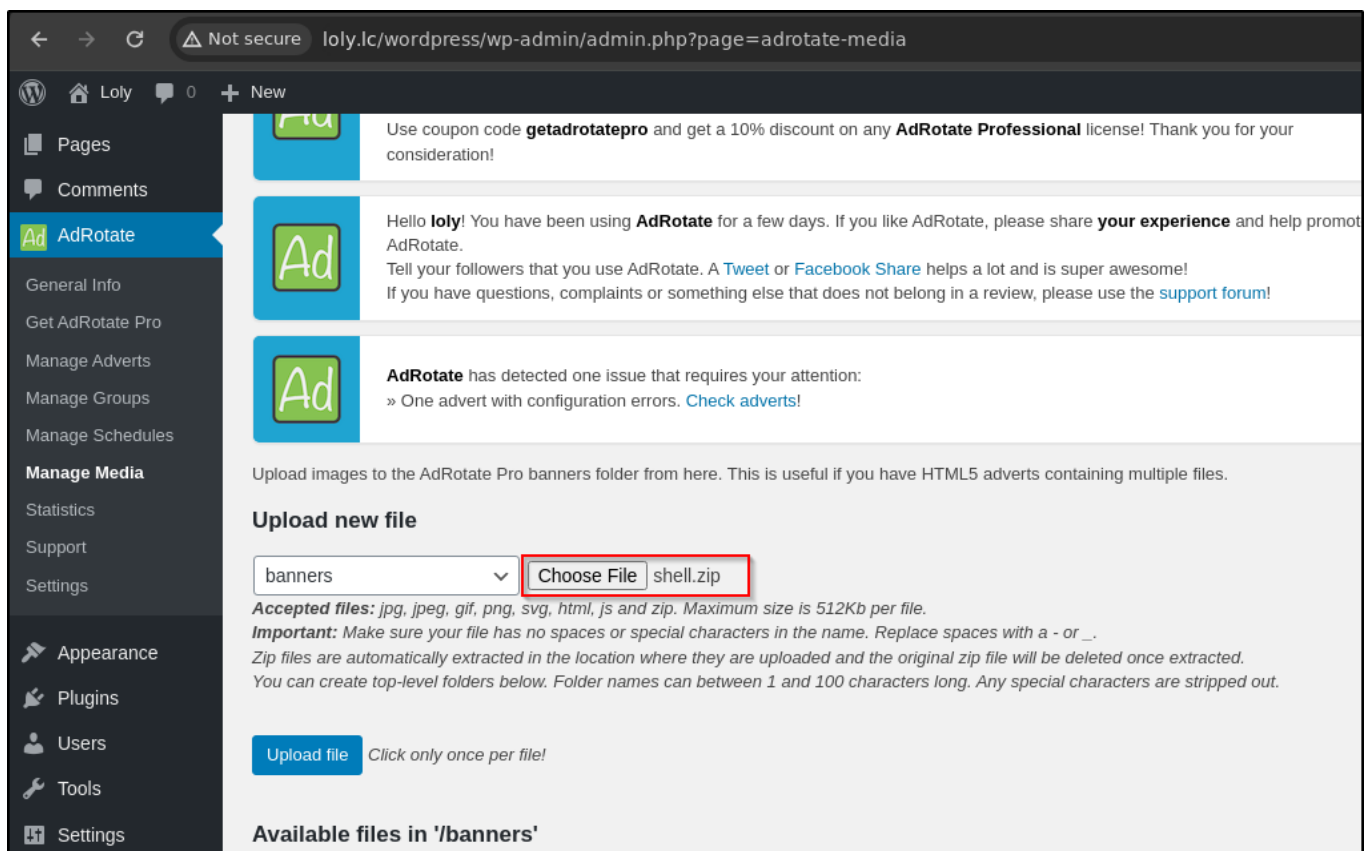 Not secure loly.lc/wordpress/wp-admin/admin.php?page=adrotate-media
Loly 0 New
Pages
Comments
Ad AdRotate
General Info
Get AdRotate Pro
Manage Adverts
Manage Groups
Manage Schedules
Manage Media
Statistics
Support
Settings
Appearance
Plugins
Users
Tools
Settings
Ad
Use coupon code getadrotatepro and get a 10% discount on any AdRotate Professional license! Thank you for your
consideration!
Ad
Hello loly! You have been using AdRotate for a few days. If you like AdRotate, please share your experience and help promot
AdRotate.
Tell your followers that you use AdRotate. A Tweet or Facebook Share helps a lot and is super awesome!
If you have questions, complaints or something else that does not belong in a review, please use the support forum!
Ad
AdRotate has detected one issue that requires your attention:
» One advert with configuration errors. Check adverts!
Upload images to the AdRotate Pro banners folder from here. This is useful if you have HTML5 adverts containing multiple files.
Upload new file
banners Choose File shell.zip
Accepted files: jpg, jpeg, gif, png, svg, html, js and zip. Maximum size is 512Kb per file.
Important: Make sure your file has no spaces or special characters in the name. Replace spaces with a - or _.
Zip files are automatically extracted in the location where they are uploaded and the original zip file will be deleted once extracted.
You can create top-level folders below. Folder names can between 1 and 100 characters long. Any special characters are stripped out.
Upload file Click only once per file!
Available files in '/banners'